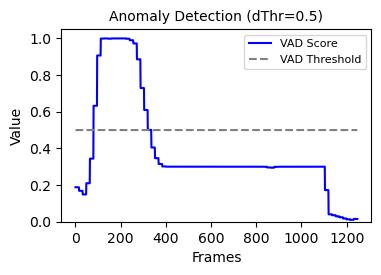 Anomaly Detection (dThr=0.5)
VAD Score
VAD Threshold
Value
1.0
0.8
0.6
0.4
0.2
0.0
0 200 400 600 800 1000 1200
Frames